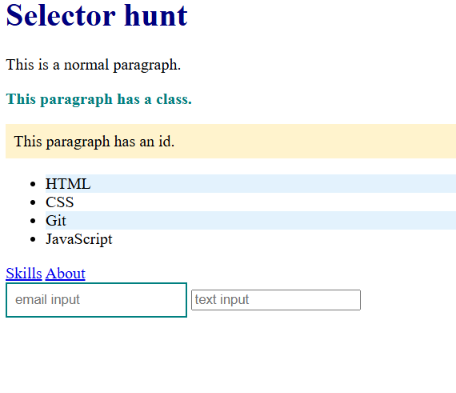 Selector hunt
This is a normal paragraph.
This paragraph has a class.
This paragraph has an id.
HTML
CSS
Git
JavaScript
Skills About
email input text input